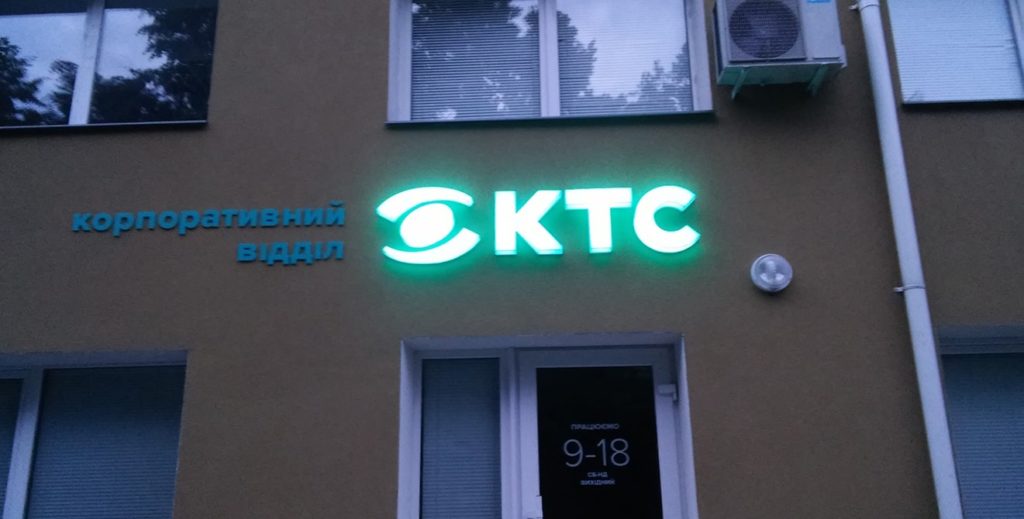 корпоративний
відділ
КТС
ПРАЦЮЄМО
9-18
СБ-НД
ВИХІДНИЙ